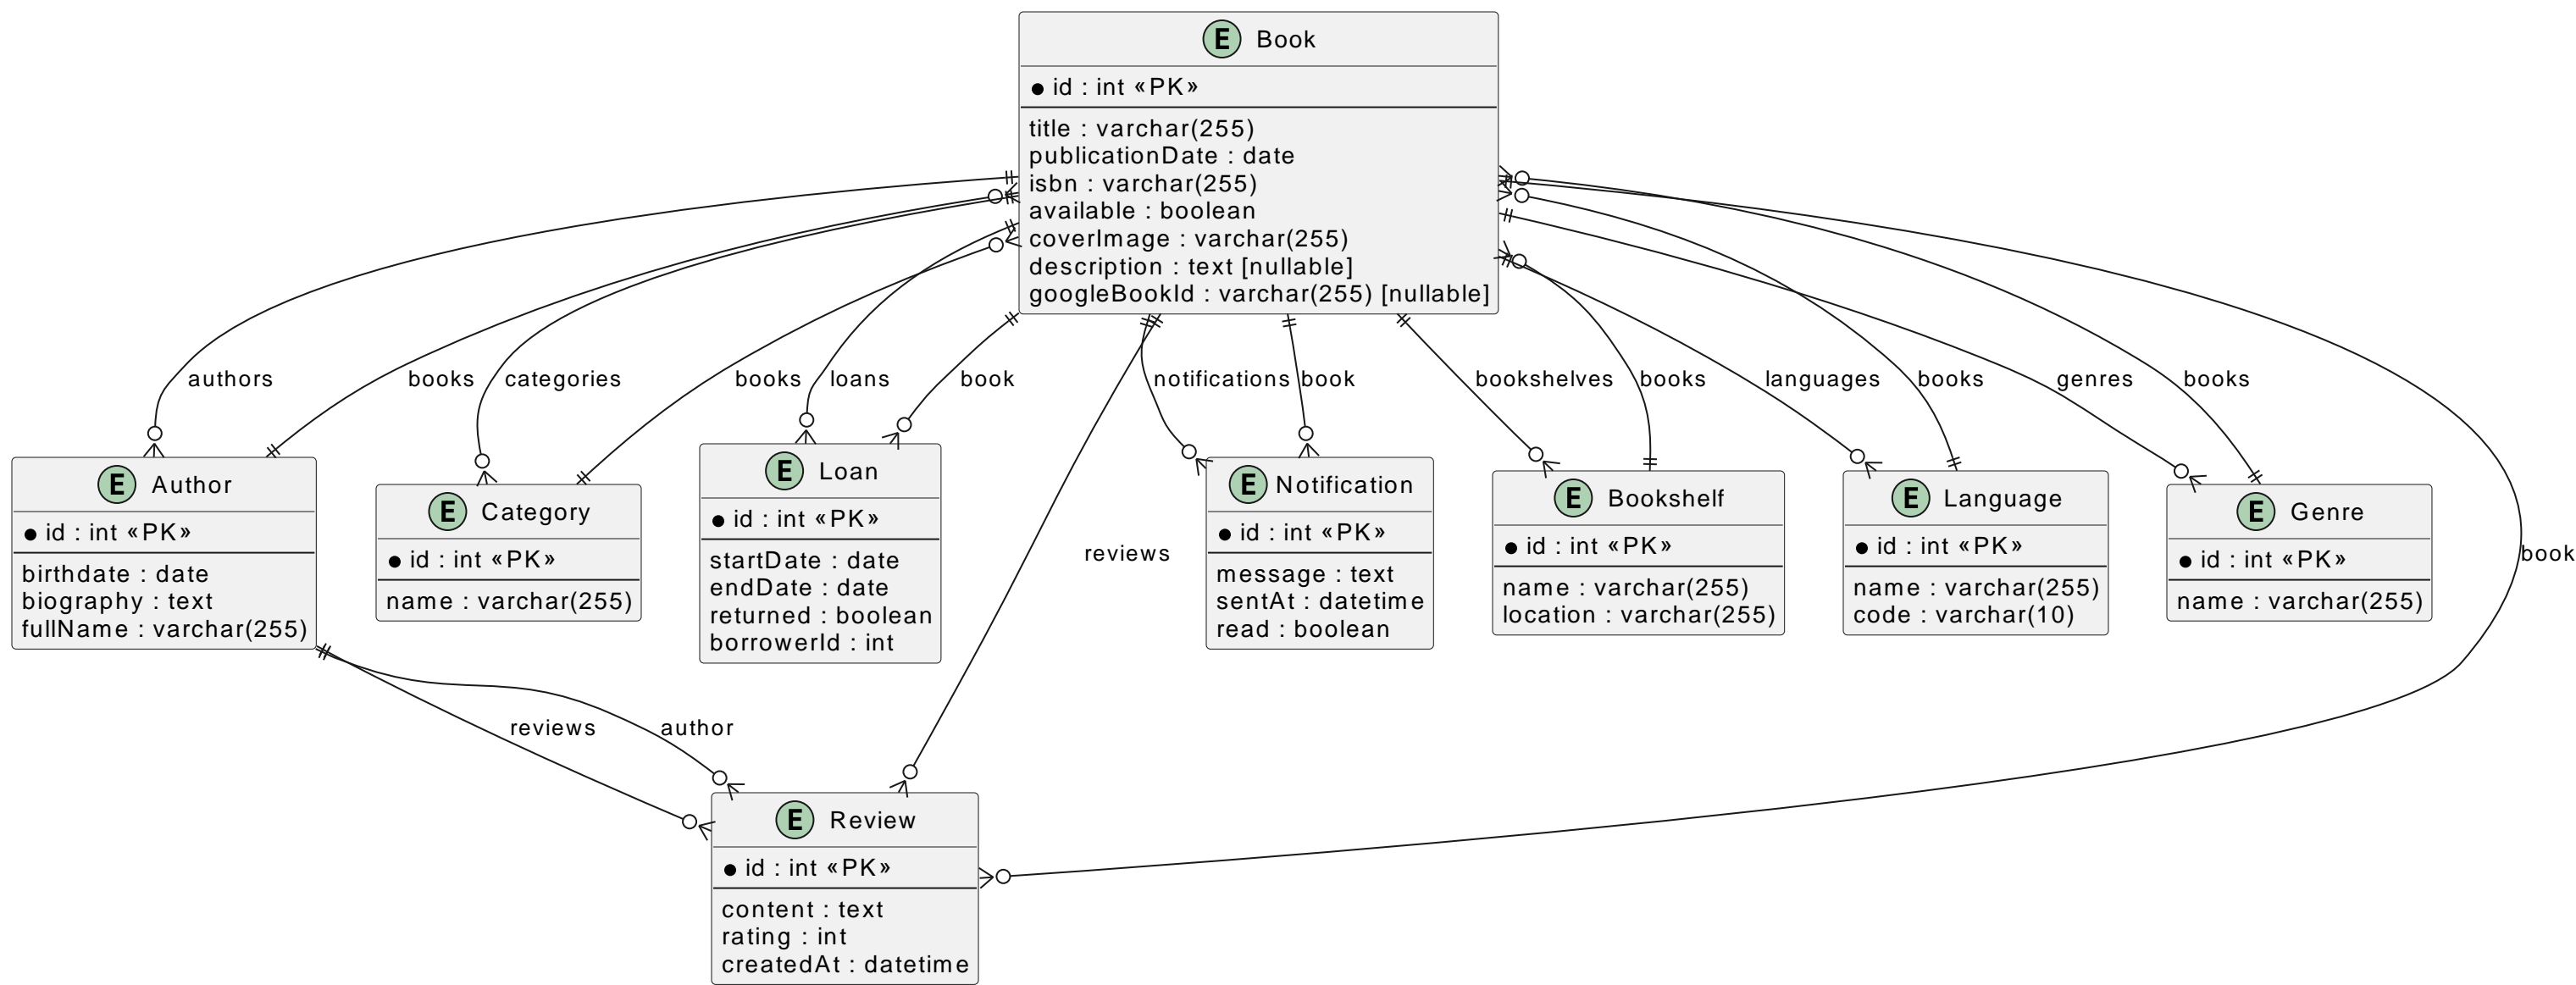 E Book
id : int «PK»
title : varchar(255)
publicationDate : date
isbn : varchar(255)
available : boolean
coverImage : varchar(255)
description : text [nullable]
googleBookId : varchar(255) [nullable]
authors
books
categories
books
loans
book
notifications
book
bookshelves
books
languages
books
genres
books
E Author
id : int «PK»
birthdate : date
biography : text
fullName : varchar(255)
E Category
id : int «PK»
name : varchar(255)
E Loan
id : int «PK»
startDate : date
endDate : date
returned : boolean
borrowerId : int
reviews
E Notification
id : int «PK»
message : text
sentAt : datetime
read : boolean
E Bookshelf
id : int «PK»
name : varchar(255)
location : varchar(255)
E Language
id : int «PK»
name : varchar(255)
code : varchar(10)
E Genre
id : int «PK»
name : varchar(255)
book
reviews
author
E Review
id : int «PK»
content : text
rating : int
createdAt : datetime